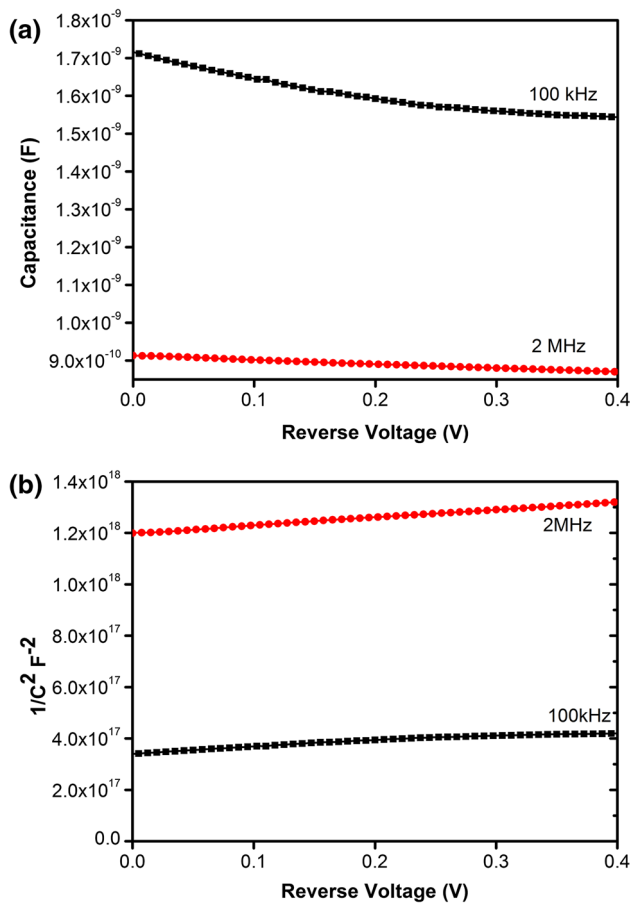 (a)
1.8x10⁻⁹
1.7x10⁻⁹
1.6x10⁻⁹
1.5x10⁻⁹
1.4x10⁻⁹
1.3x10⁻⁹
1.2x10⁻⁹
1.1x10⁻⁹
1.0x10⁻⁹
9.0x10⁻¹⁰
Capacitance (F)
100 kHz
2 MHz
0.0 0.1 0.2 0.3 0.4
Reverse Voltage (V)
(b)
1.4x10¹⁸
1.2x10¹⁸
1.0x10¹⁸
8.0x10¹⁷
6.0x10¹⁷
4.0x10¹⁷
2.0x10¹⁷
0.0
1/C² F⁻²
2MHz
100kHz
0.0 0.1 0.2 0.3 0.4
Reverse Voltage (V)